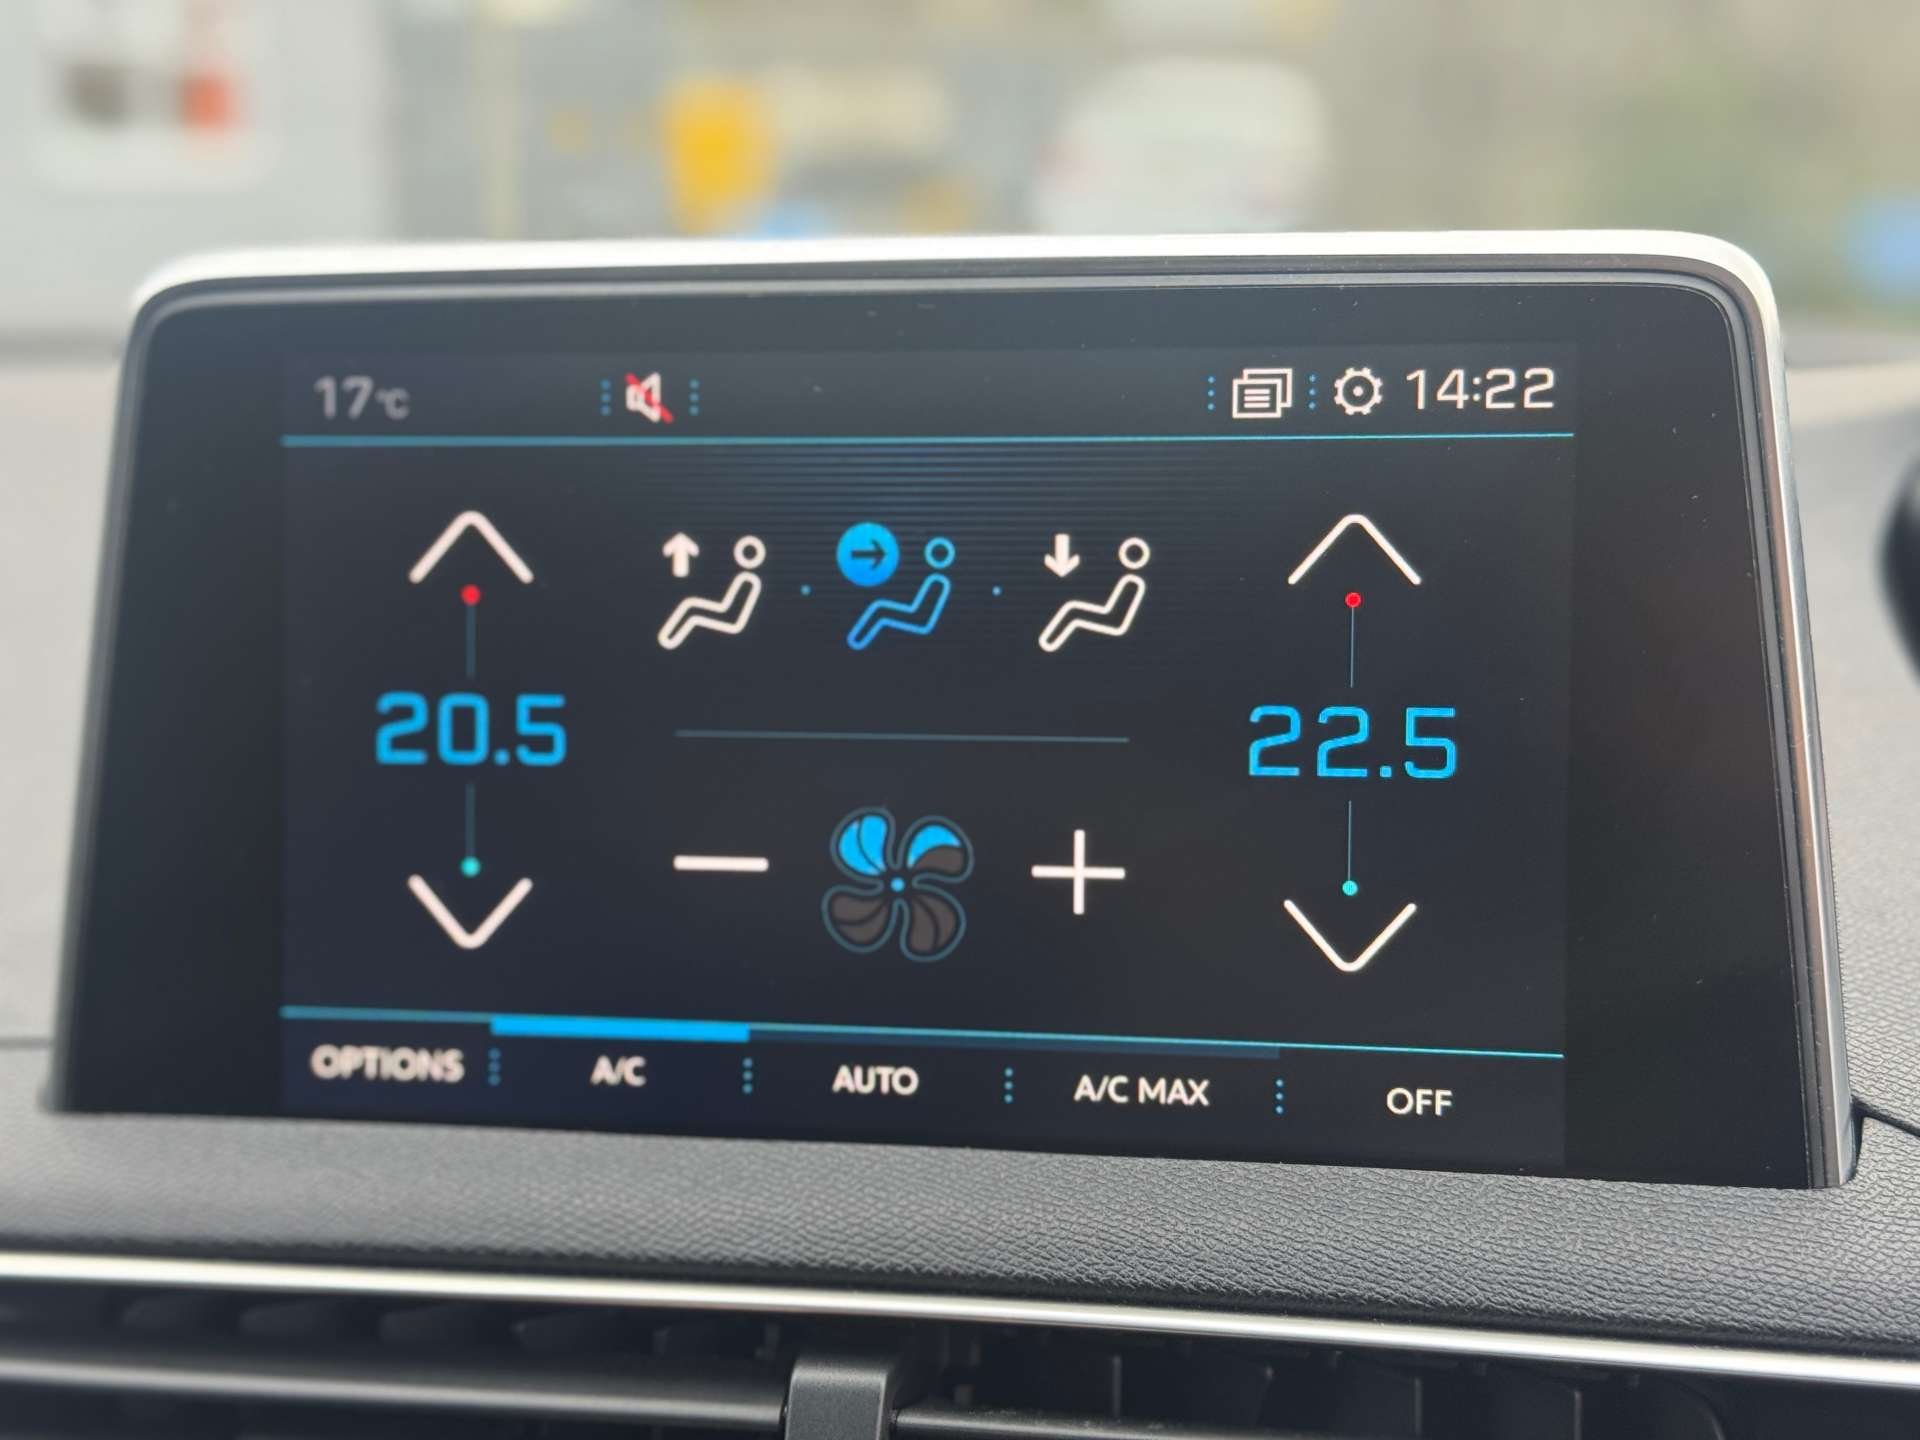 17°C 14:22
20.5 22.5
OPTIONS A/C AUTO A/C MAX OFF